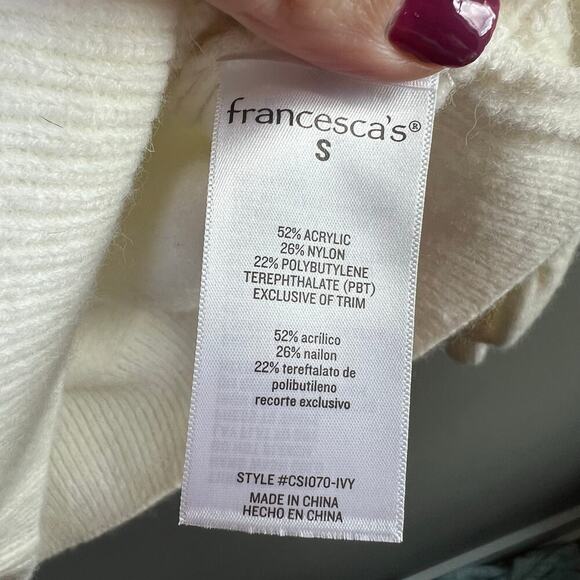 francesca's®
S
52% ACRYLIC
26% NYLON
22% POLYBUTYLENE
TEREPHTHALATE (PBT)
EXCLUSIVE OF TRIM
52% acrílico
26% nailon
22% tereftalato de
polibutileno
recorte exclusivo
STYLE #CSI070-IVY
MADE IN CHINA
HECHO EN CHINA